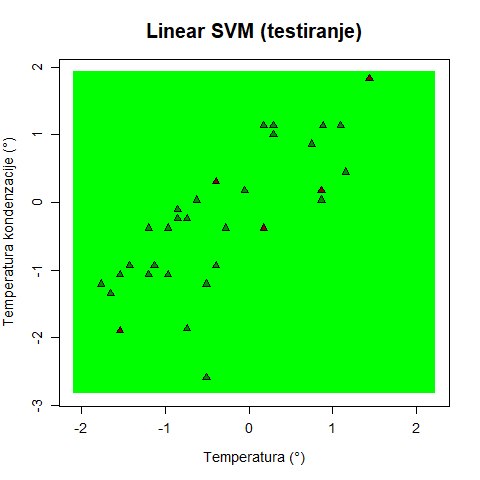 Linear SVM (testiranje)
Temperatura kondenzacije (°)
2
1
0
-1
-2
-3
-2 -1 0 1 2
Temperatura (°)